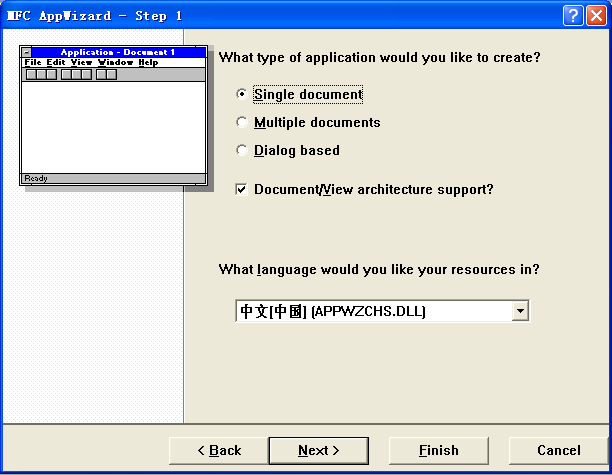 MFC AppWizard - Step 1
Application - Document 1
File Edit View Window Help
Ready
What type of application would you like to create?
Single document
Multiple documents
Dialog based
Document/View architecture support?
What language would you like your resources in?
中文[中国] (APPWZCHS.DLL)
< Back
Next >
Finish
Cancel